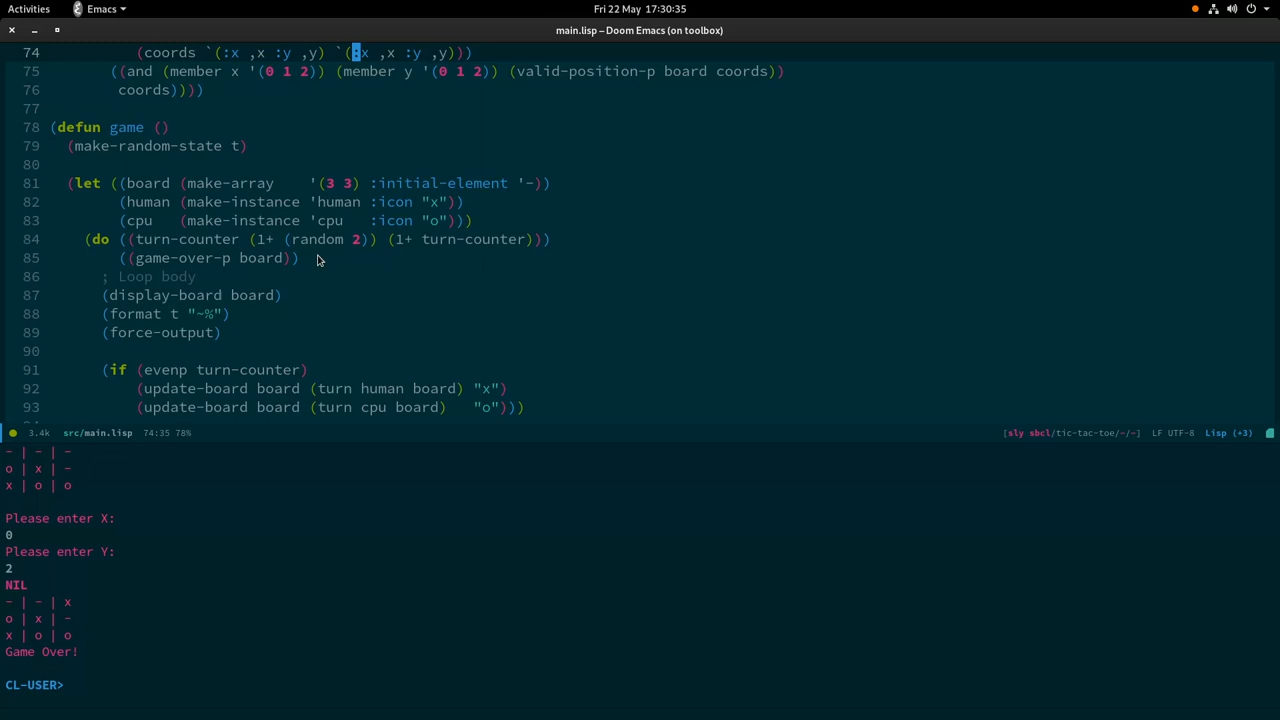 Activities Emacs Fri 22 May 17:30:35
main.lisp – Doom Emacs (on toolbox)
74 (coords `(:x ,x :y ,y) `(:x ,x :y ,y)))
75 ((and (member x '(0 1 2)) (member y '(0 1 2)) (valid-position-p board coords))
76 coords))))
77
78 (defun game ()
79 (make-random-state t)
80
81 (let ((board (make-array '(3 3) :initial-element '-))
82 (human (make-instance 'human :icon "x"))
83 (cpu (make-instance 'cpu :icon "o")))
84 (do ((turn-counter (1+ (random 2)) (1+ turn-counter)))
85 ((game-over-p board))
86 ; Loop body
87 (display-board board)
88 (format t "~%")
89 (force-output)
90
91 (if (evenp turn-counter)
92 (update-board board (turn human board) "x")
93 (update-board board (turn cpu board) "o")))
3.4k src/main.lisp 74:35 78% [sly sbcl/tic-tac-toe/-/~] LF UTF-8 Lisp (+3)
- | - | -
o | x | -
x | o | o
Please enter X:
0
Please enter Y:
2
NIL
- | - | x
o | x | -
x | o | o
Game Over!
CL-USER>